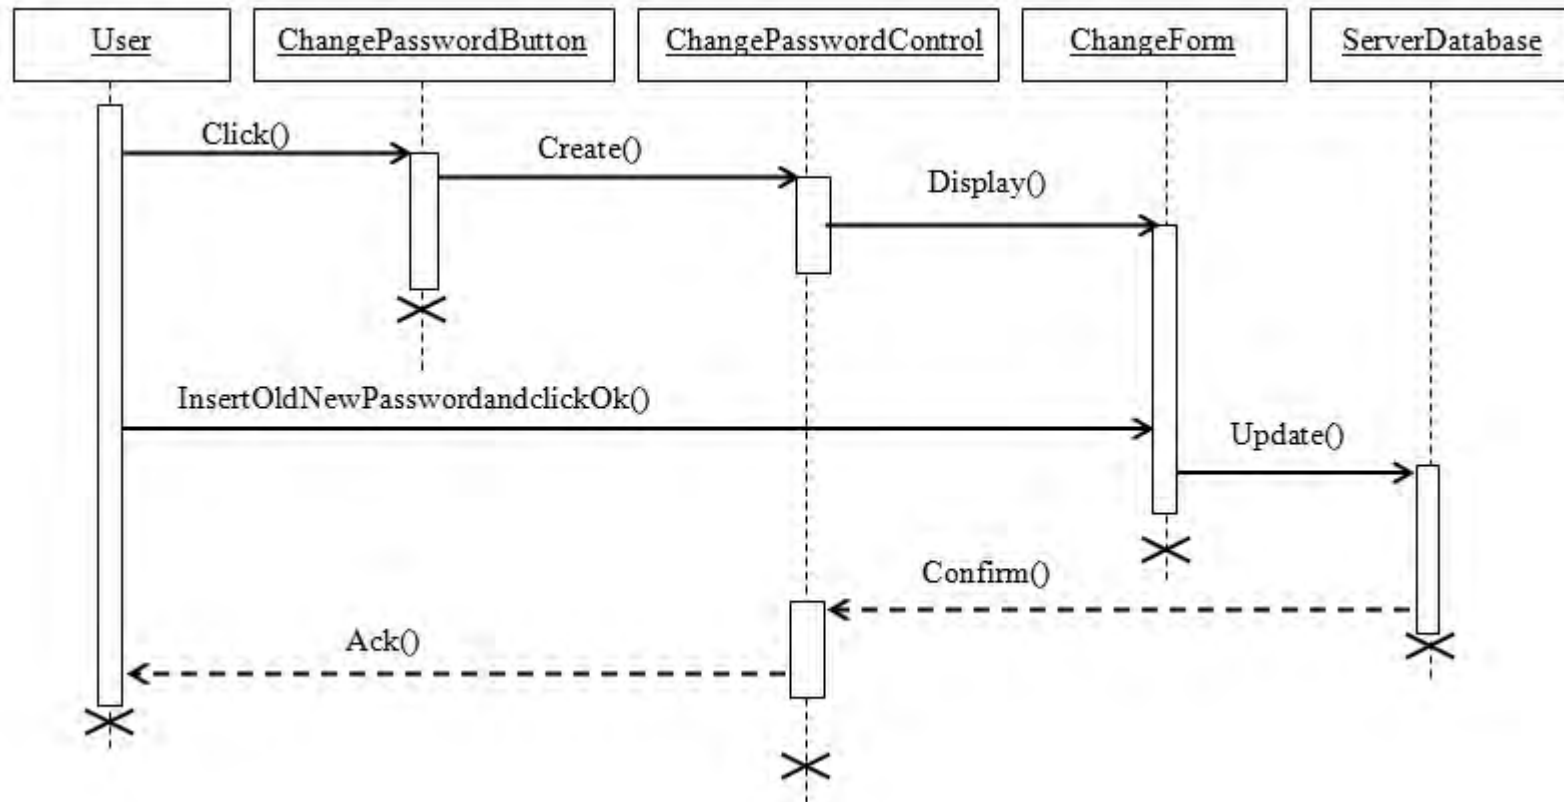 User
ChangePasswordButton
ChangePasswordControl
ChangeForm
ServerDatabase
Click()
Create()
Display()
InsertOldNewPasswordandclickOk()
Update()
Confirm()
Ack()